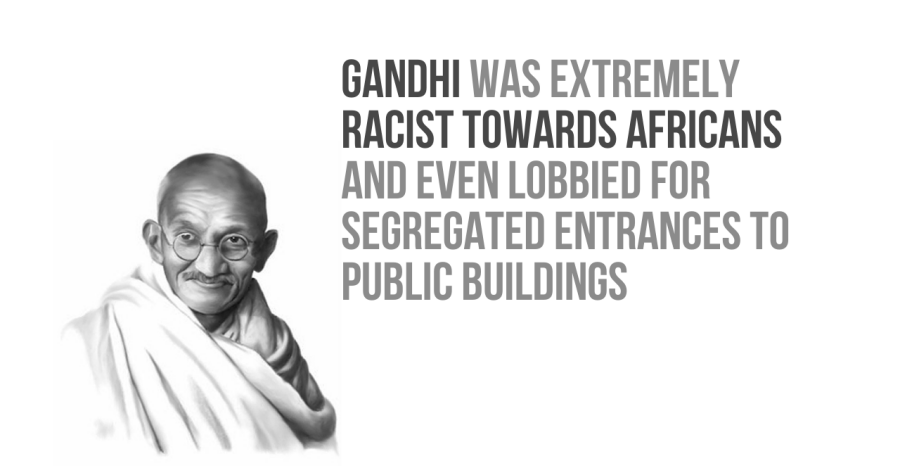 GANDHI WAS EXTREMELY
RACIST TOWARDS AFRICANS
AND EVEN LOBBIED FOR
SEGREGATED ENTRANCES TO
PUBLIC BUILDINGS